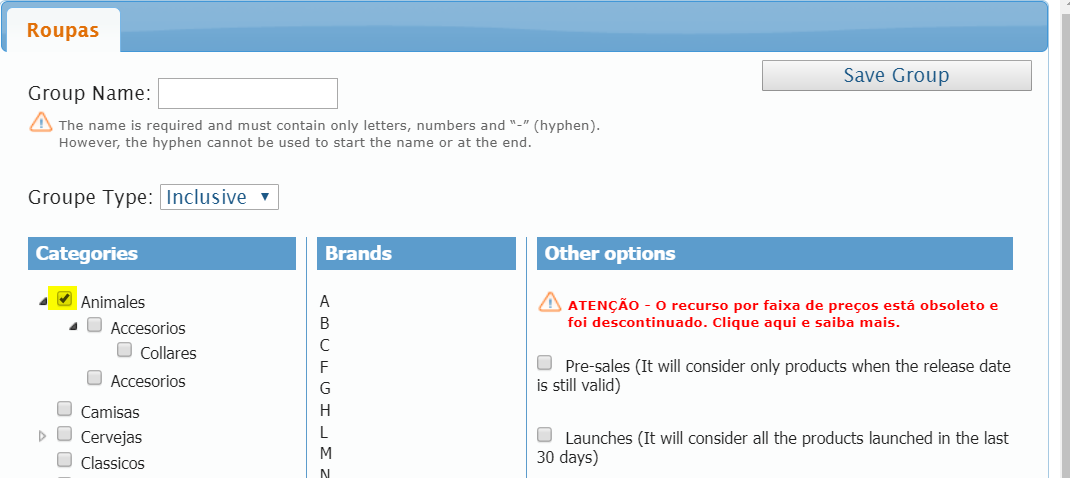 Roupas
Save Group
Group Name:
The name is required and must contain only letters, numbers and “-” (hyphen).
However, the hyphen cannot be used to start the name or at the end.
Groupe Type: Inclusive
Categories
Animales
Accesorios
Collares
Accesorios
Camisas
Cervejas
Classicos
Brands
A
B
C
F
G
H
L
M
N
Other options
ATENÇÃO - O recurso por faixa de preços está obsoleto e
foi descontinuado. Clique aqui e saiba mais.
Pre-sales (It will consider only products when the release date
is still valid)
Launches (It will consider all the products launched in the last
30 days)